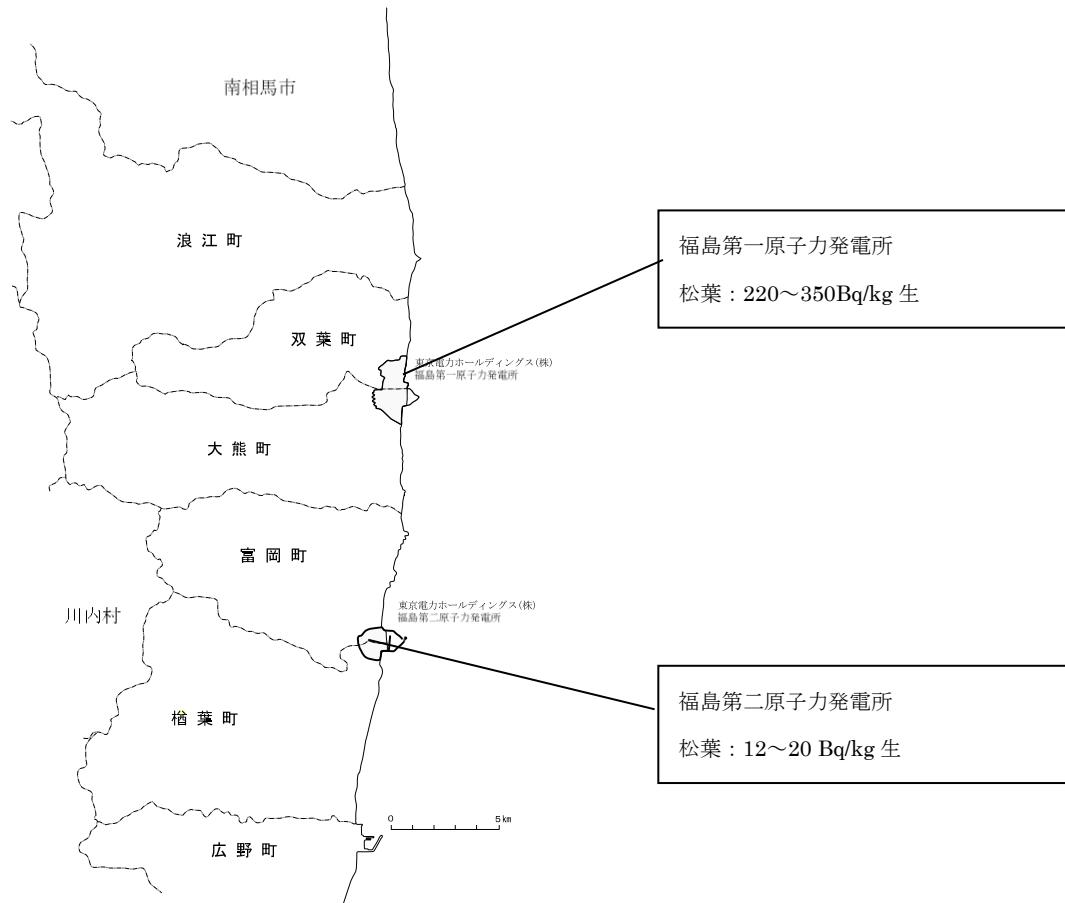 南相馬市
浪江町
福島第一原子力発電所
松葉：220～350Bq/kg 生
双葉町
東京電力ホールディングス(株)
福島第一原子力発電所
大熊町
富岡町
川内村
東京電力ホールディングス(株)
福島第二原子力発電所
福島第二原子力発電所
松葉：12～20 Bq/kg 生
楢葉町
0 5km
広野町